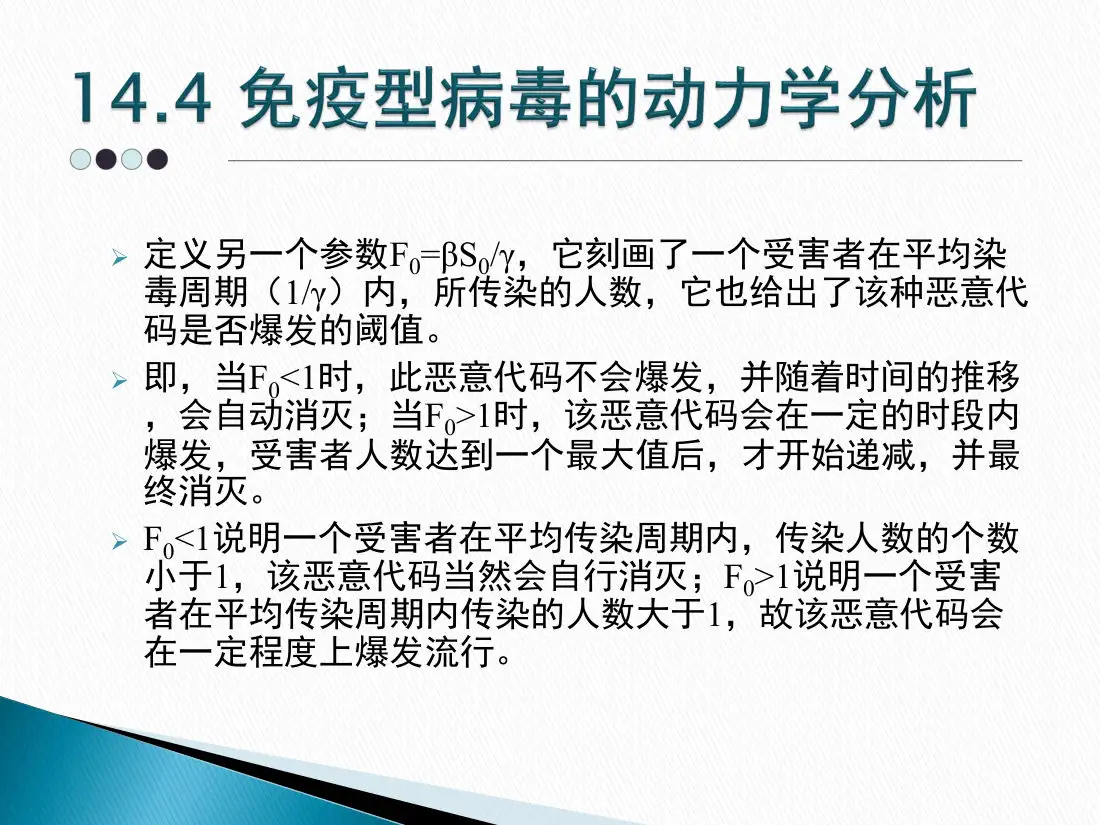 14.4 免疫型病毒的动力学分析
定义另一个参数F₀=βS₀/γ，它刻画了一个受害者在平均染
毒周期（1/γ）内，所传染的人数，它也给出了该种恶意代
码是否爆发的阈值。
即，当F₀<1时，此恶意代码不会爆发，并随着时间的推移
，会自动消灭；当F₀>1时，该恶意代码会在一定的时段内
爆发，受害者人数达到一个最大值后，才开始递减，并最
终消灭。
F₀<1说明一个受害者在平均传染周期内，传染人数的个数
小于1，该恶意代码当然会自行消灭；F₀>1说明一个受害
者在平均传染周期内传染的人数大于1，故该恶意代码会
在一定程度上爆发流行。